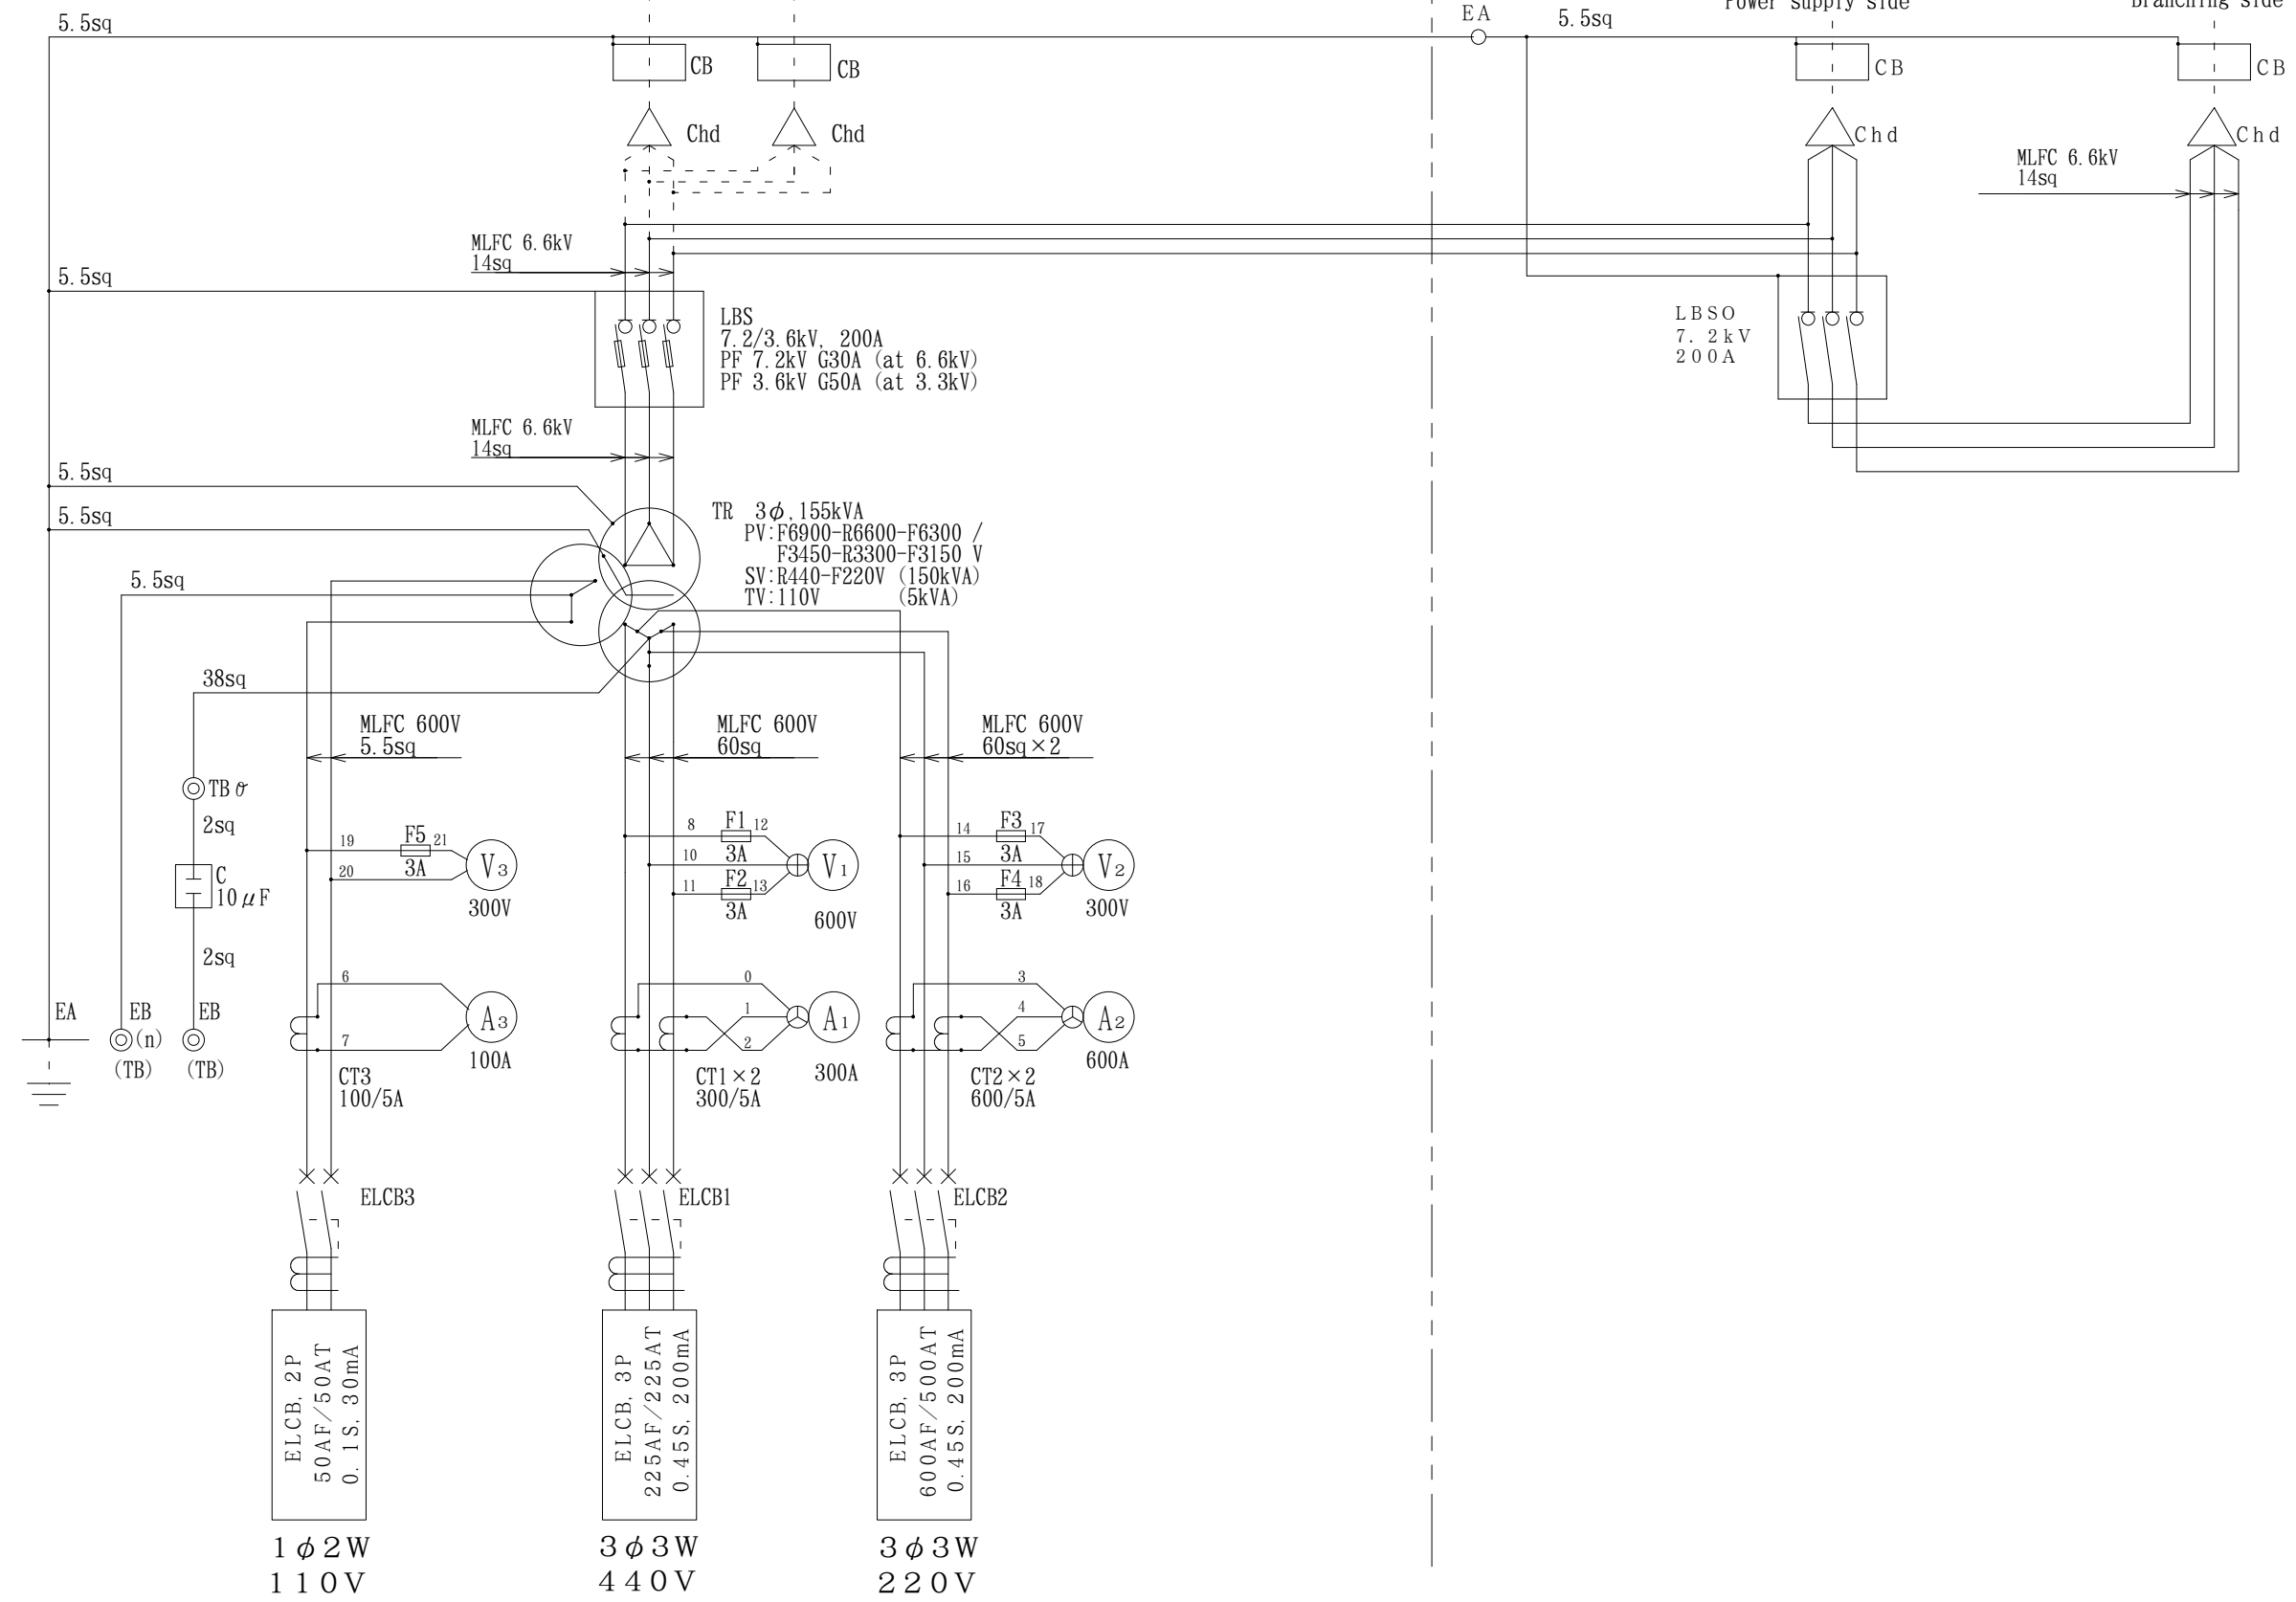 Power supply side
Branching side
5.5sq
EA
5.5sq
CB
CB
CB
CB
Chd
Chd
Chd
Chd
MLFC 6.6kV
14sq
MLFC 6.6kV
14sq
5.5sq
LBS
7.2/3.6kV, 200A
PF 7.2kV G30A (at 6.6kV)
PF 3.6kV G50A (at 3.3kV)
LBSO
7.2kV
200A
MLFC 6.6kV
14sq
5.5sq
5.5sq
TR 3φ,155kVA
PV:F6900-R6600-F6300 /
F3450-R3300-F3150 V
SV:R440-F220V (150kVA)
TV:110V (5kVA)
5.5sq
38sq
MLFC 600V
5.5sq
MLFC 600V
60sq
MLFC 600V
60sq×2
TB
2sq
C
10μF
2sq
19
F5
21
3A
20
V3
300V
8
F1
12
3A
10
F2
11
13
3A
V1
600V
14
F3
17
3A
15
F4
16
18
3A
V2
300V
EA
EB
(n)
(TB)
EB
(TB)
6
7
A3
100A
CT3
100/5A
0
1
2
A1
300A
CT1×2
300/5A
3
4
5
A2
600A
CT2×2
600/5A
ELCB3
ELCB1
ELCB2
ELCB, 2P
50AF/50AT
0.1S, 30mA
ELCB, 3P
225AF/225AT
0.45S, 200mA
ELCB, 3P
600AF/500AT
0.45S, 200mA
1φ2W
110V
3φ3W
440V
3φ3W
220V